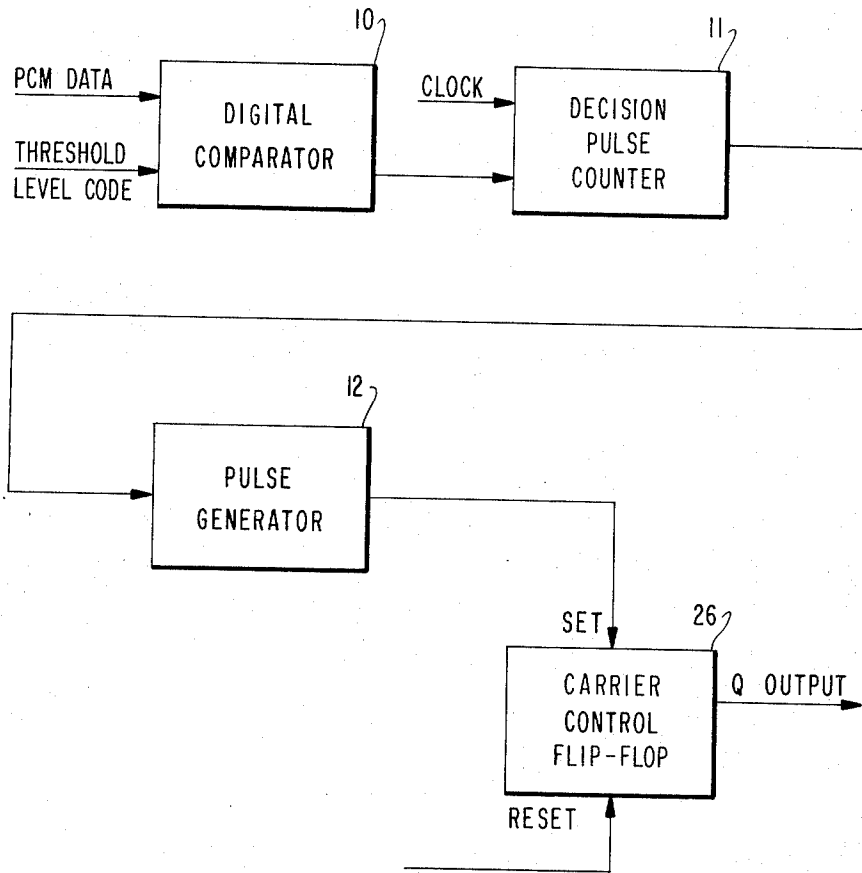 10
11
PCM DATA
DIGITAL
COMPARATOR
THRESHOLD
LEVEL CODE
CLOCK
DECISION
PULSE
COUNTER
12
PULSE
GENERATOR
SET
26
CARRIER
CONTROL
FLIP-FLOP
Q OUTPUT
RESET